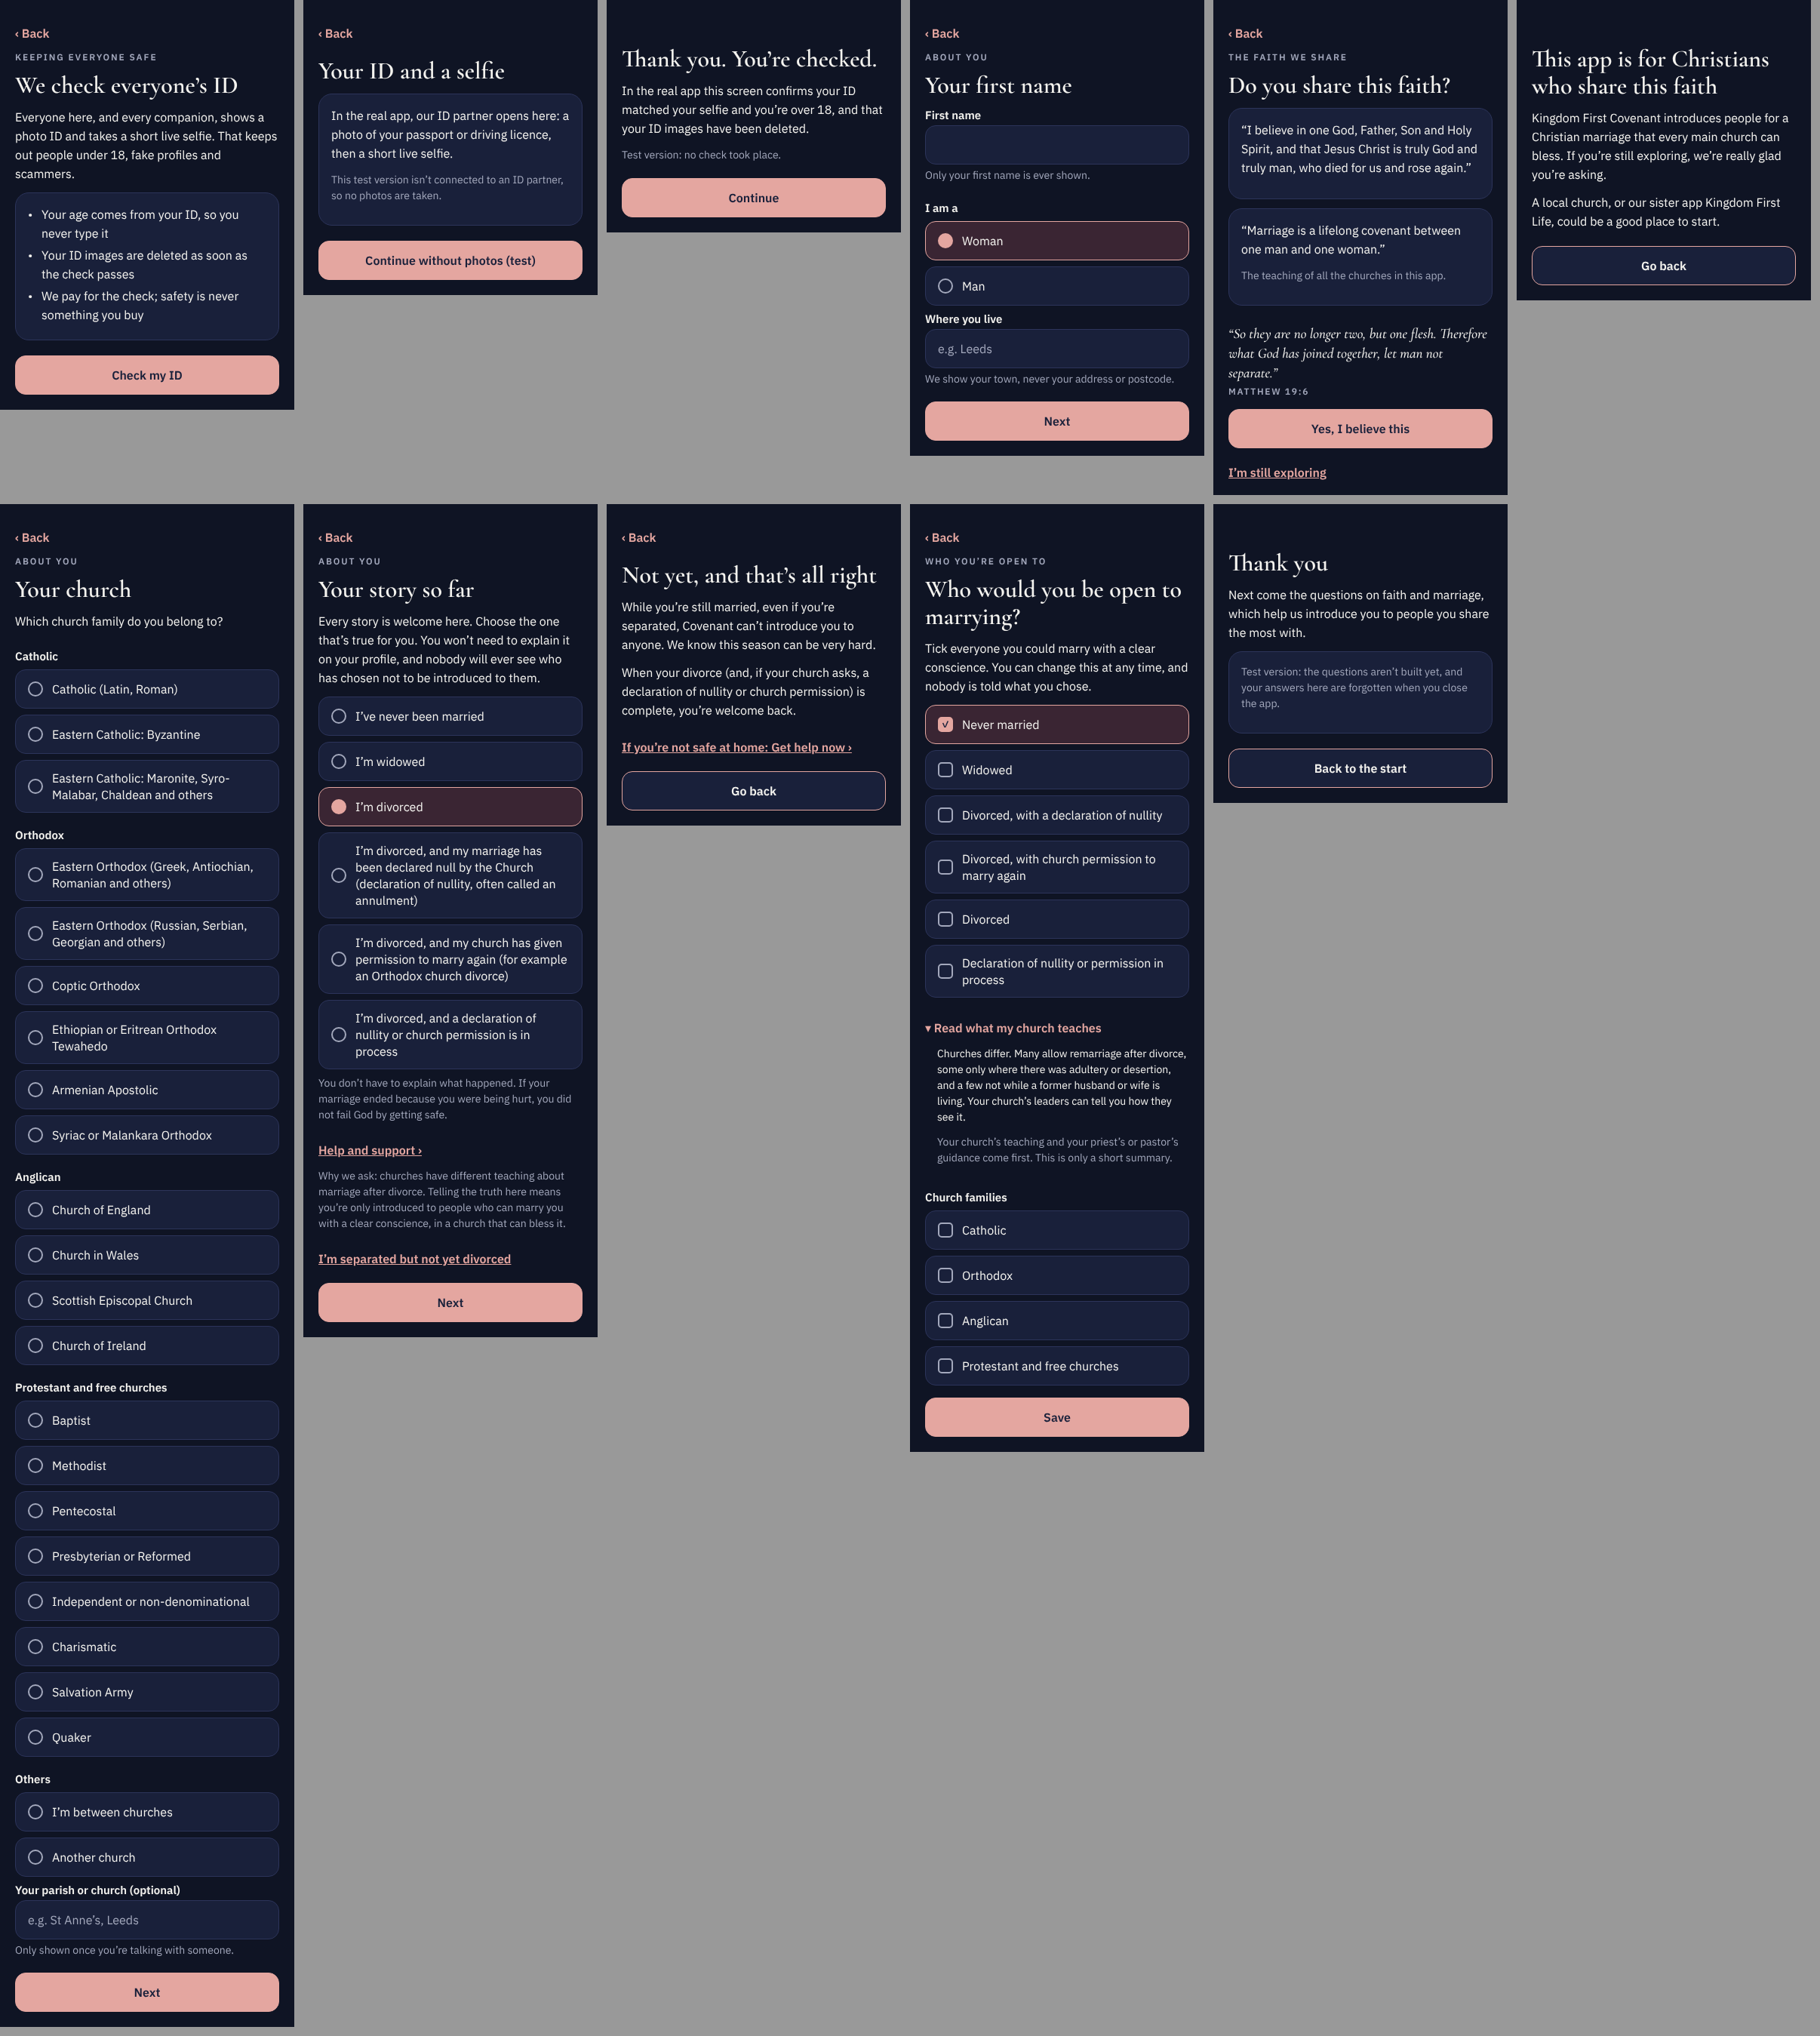 ‹ Back
KEEPING EVERYONE SAFE
We check everyone’s ID
Everyone here, and every companion, shows a
photo ID and takes a short live selfie. That keeps
out people under 18, fake profiles and
scammers.
• Your age comes from your ID, so you
never type it
• Your ID images are deleted as soon as
the check passes
• We pay for the check; safety is never
something you buy
Check my ID
‹ Back
Your ID and a selfie
In the real app, our ID partner opens here: a
photo of your passport or driving licence,
then a short live selfie.
This test version isn’t connected to an ID partner,
so no photos are taken.
Continue without photos (test)
Thank you. You’re checked.
In the real app this screen confirms your ID
matched your selfie and you’re over 18, and that
your ID images have been deleted.
Test version: no check took place.
Continue
‹ Back
ABOUT YOU
Your first name
First name
Only your first name is ever shown.
I am a
Woman
Man
Where you live
e.g. Leeds
We show your town, never your address or postcode.
Next
‹ Back
THE FAITH WE SHARE
Do you share this faith?
“I believe in one God, Father, Son and Holy
Spirit, and that Jesus Christ is truly God and
truly man, who died for us and rose again.”
“Marriage is a lifelong covenant between
one man and one woman.”
The teaching of all the churches in this app.
“So they are no longer two, but one flesh. Therefore
what God has joined together, let man not
separate.”
MATTHEW 19:6
Yes, I believe this
I’m still exploring
This app is for Christians
who share this faith
Kingdom First Covenant introduces people for a
Christian marriage that every main church can
bless. If you’re still exploring, we’re really glad
you’re asking.
A local church, or our sister app Kingdom First
Life, could be a good place to start.
Go back
‹ Back
ABOUT YOU
Your church
Which church family do you belong to?
Catholic
Catholic (Latin, Roman)
Eastern Catholic: Byzantine
Eastern Catholic: Maronite, Syro-
Malabar, Chaldean and others
Orthodox
Eastern Orthodox (Greek, Antiochian,
Romanian and others)
Eastern Orthodox (Russian, Serbian,
Georgian and others)
Coptic Orthodox
Ethiopian or Eritrean Orthodox
Tewahedo
Armenian Apostolic
Syriac or Malankara Orthodox
Anglican
Church of England
Church in Wales
Scottish Episcopal Church
Church of Ireland
Protestant and free churches
Baptist
Methodist
Pentecostal
Presbyterian or Reformed
Independent or non-denominational
Charismatic
Salvation Army
Quaker
Others
I’m between churches
Another church
Your parish or church (optional)
e.g. St Anne’s, Leeds
Only shown once you’re talking with someone.
Next
‹ Back
ABOUT YOU
Your story so far
Every story is welcome here. Choose the one
that’s true for you. You won’t need to explain it
on your profile, and nobody will ever see who
has chosen not to be introduced to them.
I’ve never been married
I’m widowed
I’m divorced
I’m divorced, and my marriage has
been declared null by the Church
(declaration of nullity, often called an
annulment)
I’m divorced, and my church has given
permission to marry again (for example
an Orthodox church divorce)
I’m divorced, and a declaration of
nullity or church permission is in
process
You don’t have to explain what happened. If your
marriage ended because you were being hurt, you did
not fail God by getting safe.
Help and support ›
Why we ask: churches have different teaching about
marriage after divorce. Telling the truth here means
you’re only introduced to people who can marry you
with a clear conscience, in a church that can bless it.
I’m separated but not yet divorced
Next
‹ Back
Not yet, and that’s all right
While you’re still married, even if you’re
separated, Covenant can’t introduce you to
anyone. We know this season can be very hard.
When your divorce (and, if your church asks, a
declaration of nullity or church permission) is
complete, you’re welcome back.
If you’re not safe at home: Get help now ›
Go back
‹ Back
WHO YOU’RE OPEN TO
Who would you be open to
marrying?
Tick everyone you could marry with a clear
conscience. You can change this at any time, and
nobody is told what you chose.
Never married
Widowed
Divorced, with a declaration of nullity
Divorced, with church permission to
marry again
Divorced
Declaration of nullity or permission in
process
▾ Read what my church teaches
Churches differ. Many allow remarriage after divorce,
some only where there was adultery or desertion,
and a few not while a former husband or wife is
living. Your church’s leaders can tell you how they
see it.
Your church’s teaching and your priest’s or pastor’s
guidance come first. This is only a short summary.
Church families
Catholic
Orthodox
Anglican
Protestant and free churches
Save
Thank you
Next come the questions on faith and marriage,
which help us introduce you to people you share
the most with.
Test version: the questions aren’t built yet, and
your answers here are forgotten when you close
the app.
Back to the start